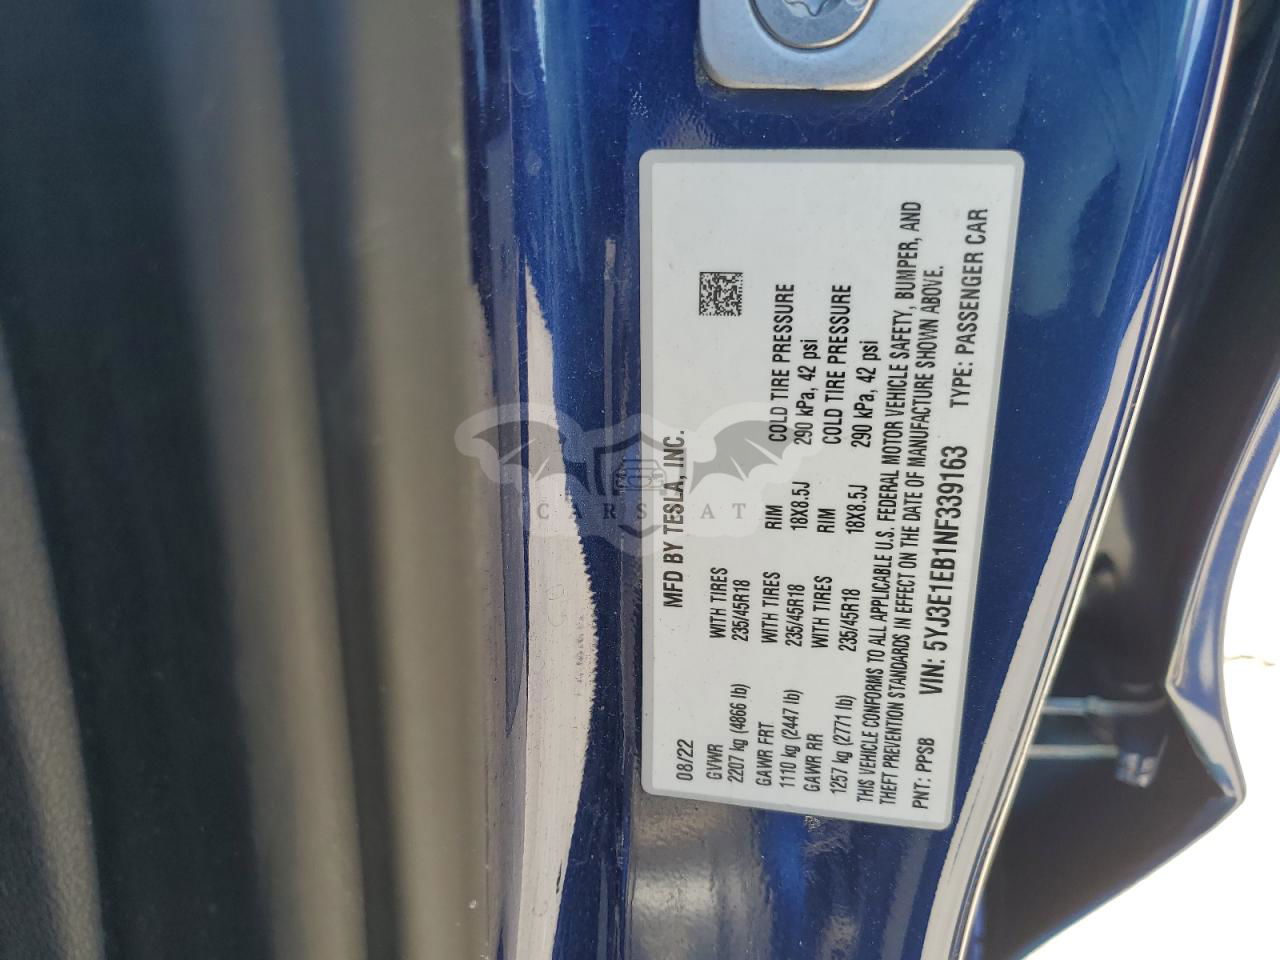 MFD BY TESLA, INC.
08/22
GVWR
2207 kg (4866 lb)
WITH TIRES
235/45R18
GAWR FRT
1110 kg (2447 lb)
WITH TIRES
235/45R18
RIM
18X8.5J
COLD TIRE PRESSURE
290 kPa, 42 psi
GAWR RR
1257 kg (2771 lb)
WITH TIRES
235/45R18
RIM
18X8.5J
COLD TIRE PRESSURE
290 kPa, 42 psi
THIS VEHICLE CONFORMS TO ALL APPLICABLE U.S. FEDERAL MOTOR VEHICLE SAFETY, BUMPER, AND
THEFT PREVENTION STANDARDS IN EFFECT ON THE DATE OF MANUFACTURE SHOWN ABOVE.
PNT: PPSB
VIN: 5YJ3E1EB1NF339163
TYPE: PASSENGER CAR